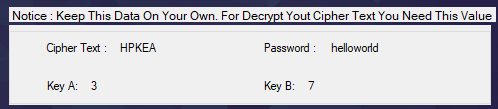 Notice : Keep This Data On Your Own. For Decrypt Yout Cipher Text You Need This Value
Cipher Text : HPKEA Password : helloworld
Key A: 3 Key B: 7